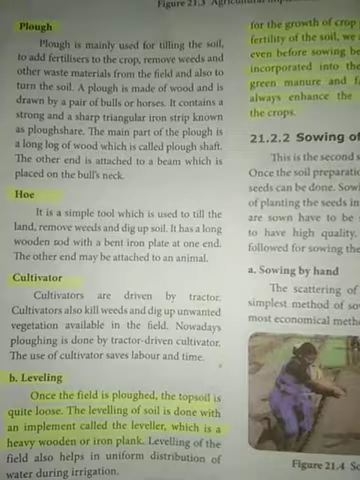 Figure 21.3 Agricultural
Plough
Plough is mainly used for tilling the soil,
to add fertilisers to the crop, remove weeds and
other waste materials from the field and also to
turn the soil. A plough is made of wood and is
drawn by a pair of bulls or horses. It contains a
strong and a sharp triangular iron strip known
as ploughshare. The main part of the plough is
a long log of wood which is called plough shaft.
The other end is attached to a beam which is
placed on the bull's neck.
Hoe
It is a simple tool which is used to till the
land, remove weeds and dig up soil. It has a long
wooden rod with a bent iron plate at one end.
The other end may be attached to an animal.
Cultivator
Cultivators are driven by tractor.
Cultivators also kill weeds and dig up unwanted
vegetation available in the field. Nowadays
ploughing is done by tractor-driven cultivator.
The use of cultivator saves labour and time.
b. Leveling
Once the field is ploughed, the topsoil is
quite loose. The levelling of soil is done with
an implement called the leveller, which is a
heavy wooden or iron plank. Levelling of the
field also helps in uniform distribution of
water during irrigation.
for the growth of crop
fertility of the soil, we
even before sowing
incorporated into the
green manure and
always enhance the
the crops.
21.2.2 Sowing of
This is the second
Once the soil
seeds can be done.
of planting the seeds in
are sown have to be
to have high quality.
followed for sowing the
a. Sowing by hand
The scattering of
simplest method of
most economical
Figure 21.4